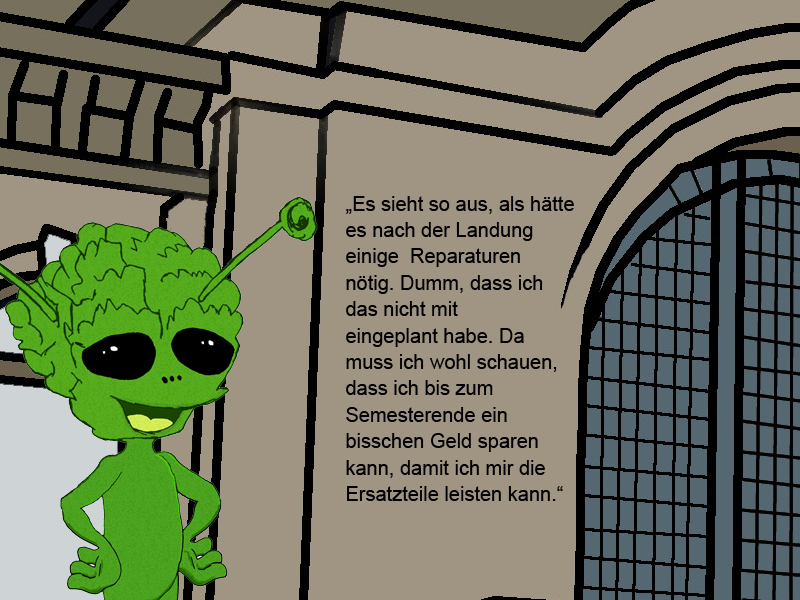 „Es sieht so aus, als hätte
es nach der Landung
einige  Reparaturen
nötig. Dumm, dass ich
das nicht mit
eingeplant habe. Da
muss ich wohl schauen,
dass ich bis zum
Semesterende ein
bisschen Geld sparen
kann, damit ich mir die
Ersatzteile leisten kann.“